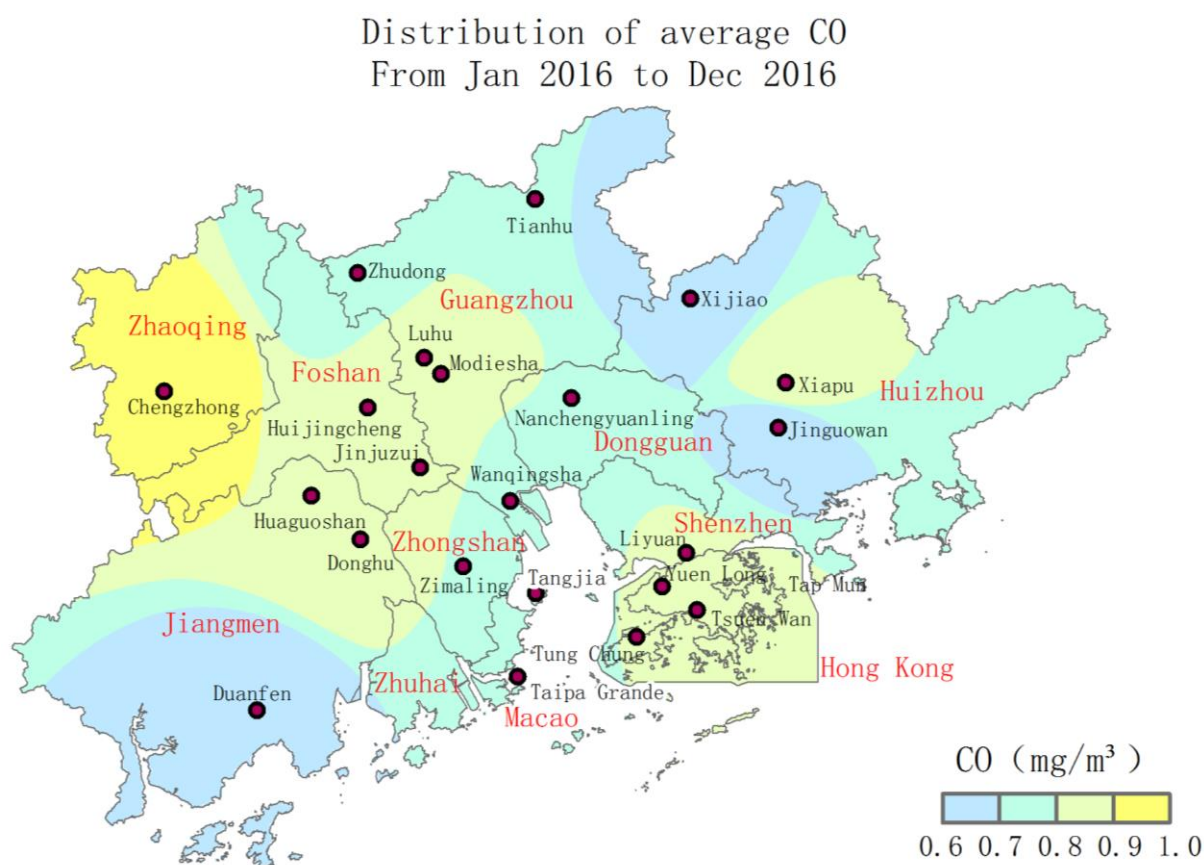 Distribution of average CO
From Jan 2016 to Dec 2016
Tianhu
Zhudong
Guangzhou
Xijiao
Zhaoqing
Luhu
Modiesha
Foshan
Xiapu
Huizhou
Chengzhong
Huijingcheng
Nanchengyuanling
Jinguowan
Dongguan
Jinjuzui
Wanqingsha
Huaguoshan
Shenzhen
Liyuan
Donghu
Zhongshan
Zimaling
Tangjia
Yuen Long
Tap Mun
Tsuen Wan
Jiangmen
Tung Chung
Hong Kong
Duanfen
Zhuhai
Taipa Grande
Macao
CO (mg/m³)
0.6 0.7 0.8 0.9 1.0